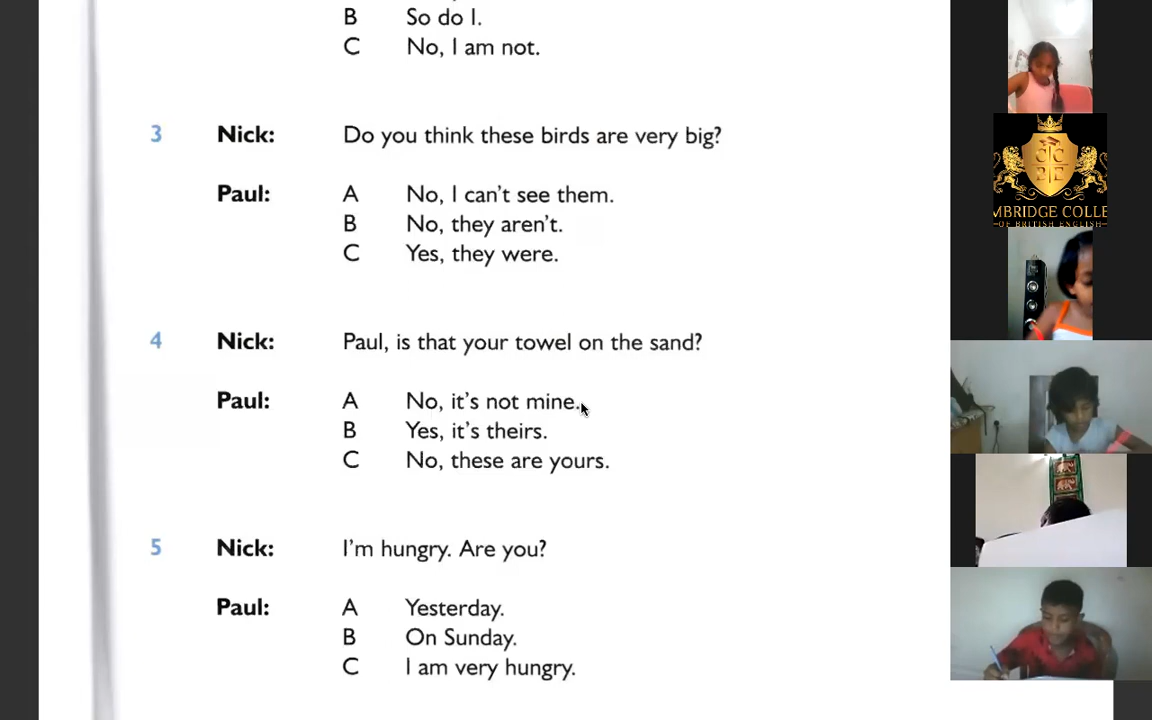 B So do I.
C No, I am not.
3 Nick: Do you think these birds are very big?
Paul: A No, I can't see them.
B No, they aren't.
C Yes, they were.
4 Nick: Paul, is that your towel on the sand?
Paul: A No, it's not mine.
B Yes, it's theirs.
C No, these are yours.
5 Nick: I'm hungry. Are you?
Paul: A Yesterday.
B On Sunday.
C I am very hungry.
MBRIDGE COLLE
OF BRITISH ENGLISH